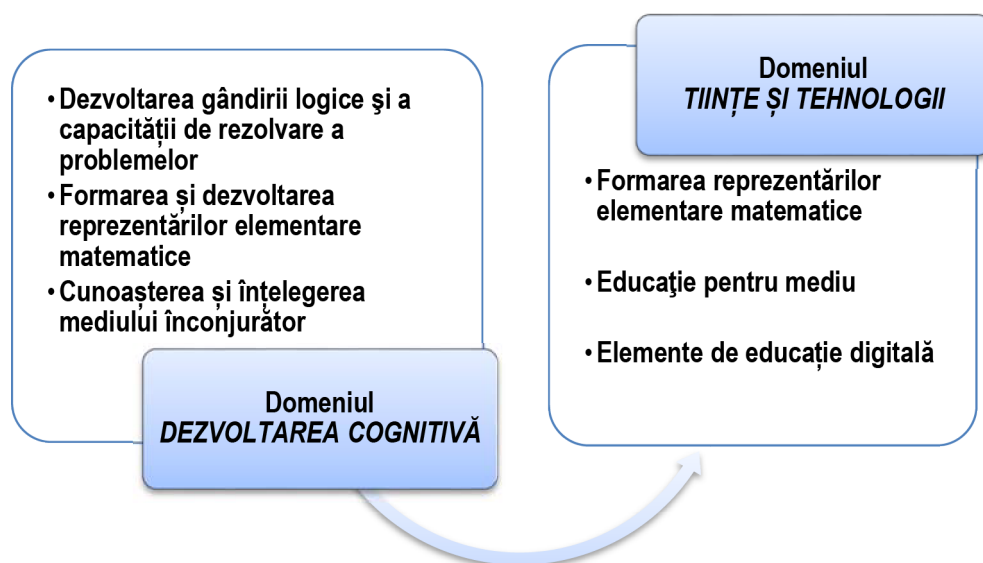 • Dezvoltarea gândirii logice şi a
capacității de rezolvare a
problemelor
• Formarea și dezvoltarea
reprezentărilor elementare
matematice
• Cunoașterea și înțelegerea
mediului înconjurător
Domeniul
DEZVOLTAREA COGNITIVĂ
Domeniul
TIINȚE ȘI TEHNOLOGII
• Formarea reprezentărilor
elementare matematice
• Educaţie pentru mediu
• Elemente de educație digitală